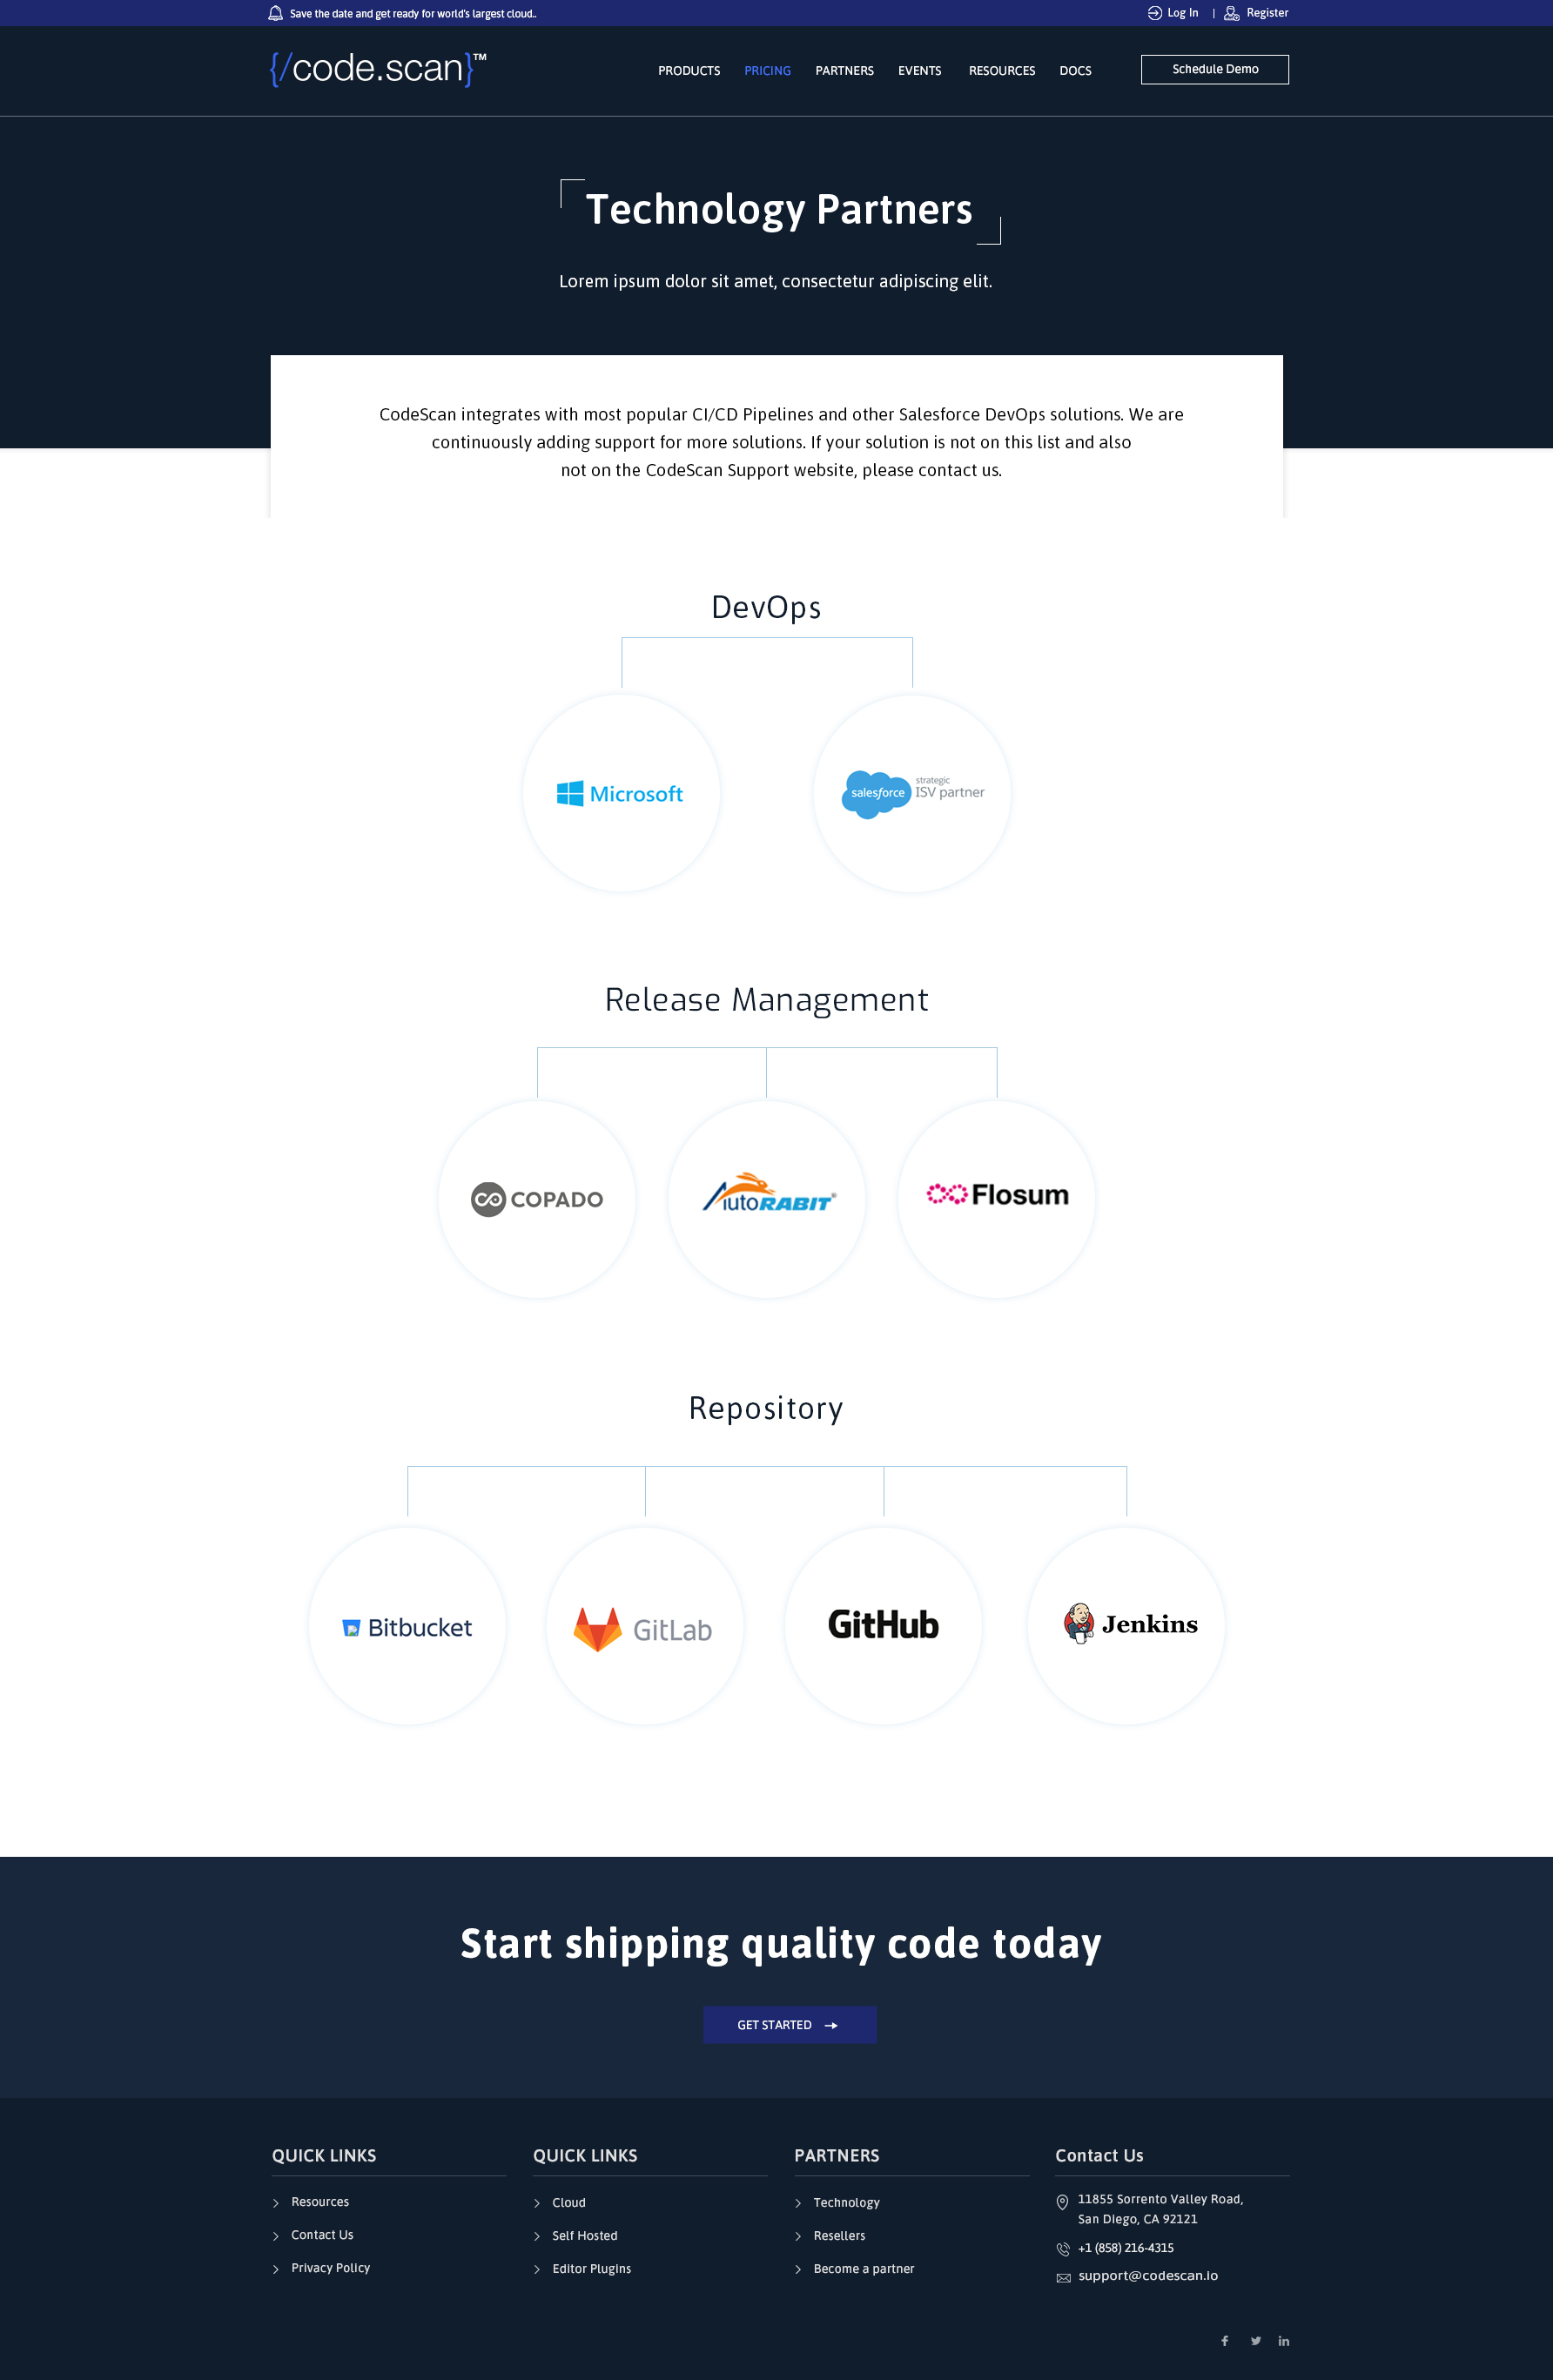 Save the date and get ready for world's largest cloud..
Log In | Register
{/code.scan}™
PRODUCTS PRICING PARTNERS EVENTS RESOURCES DOCS
Schedule Demo
Technology Partners
Lorem ipsum dolor sit amet, consectetur adipiscing elit.
CodeScan integrates with most popular CI/CD Pipelines and other Salesforce DevOps solutions. We are
continuously adding support for more solutions. If your solution is not on this list and also
not on the CodeScan Support website, please contact us.
DevOps
Microsoft
salesforce
strategic
ISV partner
Release Management
COPADO
AutoRABIT®
Flosum
Repository
Bitbucket
GitLab
GitHub
Jenkins
Start shipping quality code today
GET STARTED
QUICK LINKS
Resources
Contact Us
Privacy Policy
QUICK LINKS
Cloud
Self Hosted
Editor Plugins
PARTNERS
Technology
Resellers
Become a partner
Contact Us
11855 Sorrento Valley Road,
San Diego, CA 92121
+1 (858) 216-4315
support@codescan.io